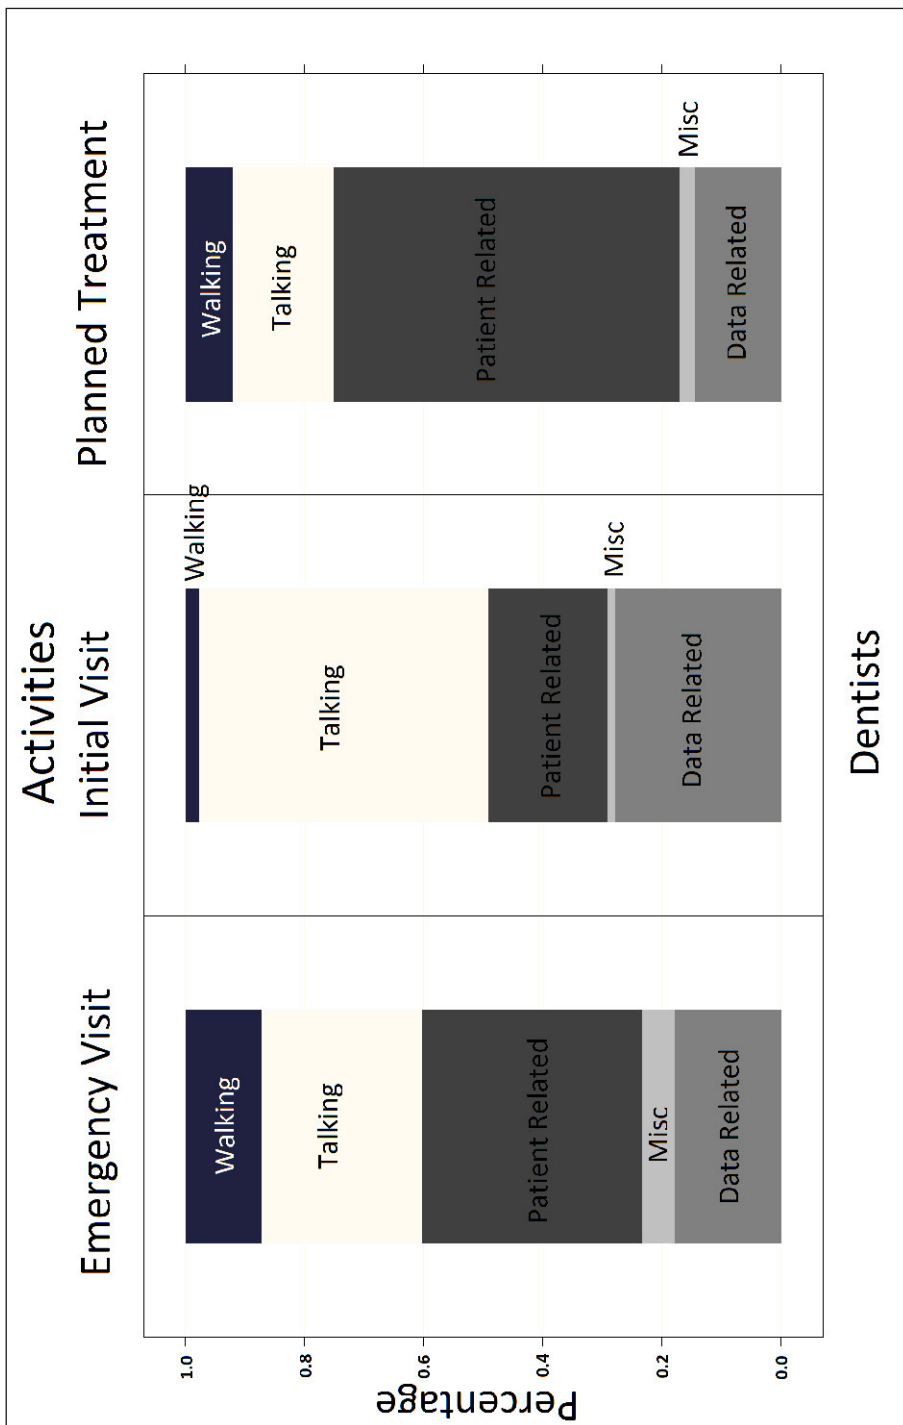 Activities
Emergency Visit
Initial Visit
Planned Treatment
Percentage
1.0
0.8
0.6
0.4
0.2
0.0
Walking
Talking
Patient Related
Misc
Data Related
Walking
Talking
Patient Related
Misc
Data Related
Walking
Talking
Patient Related
Misc
Data Related
Dentists